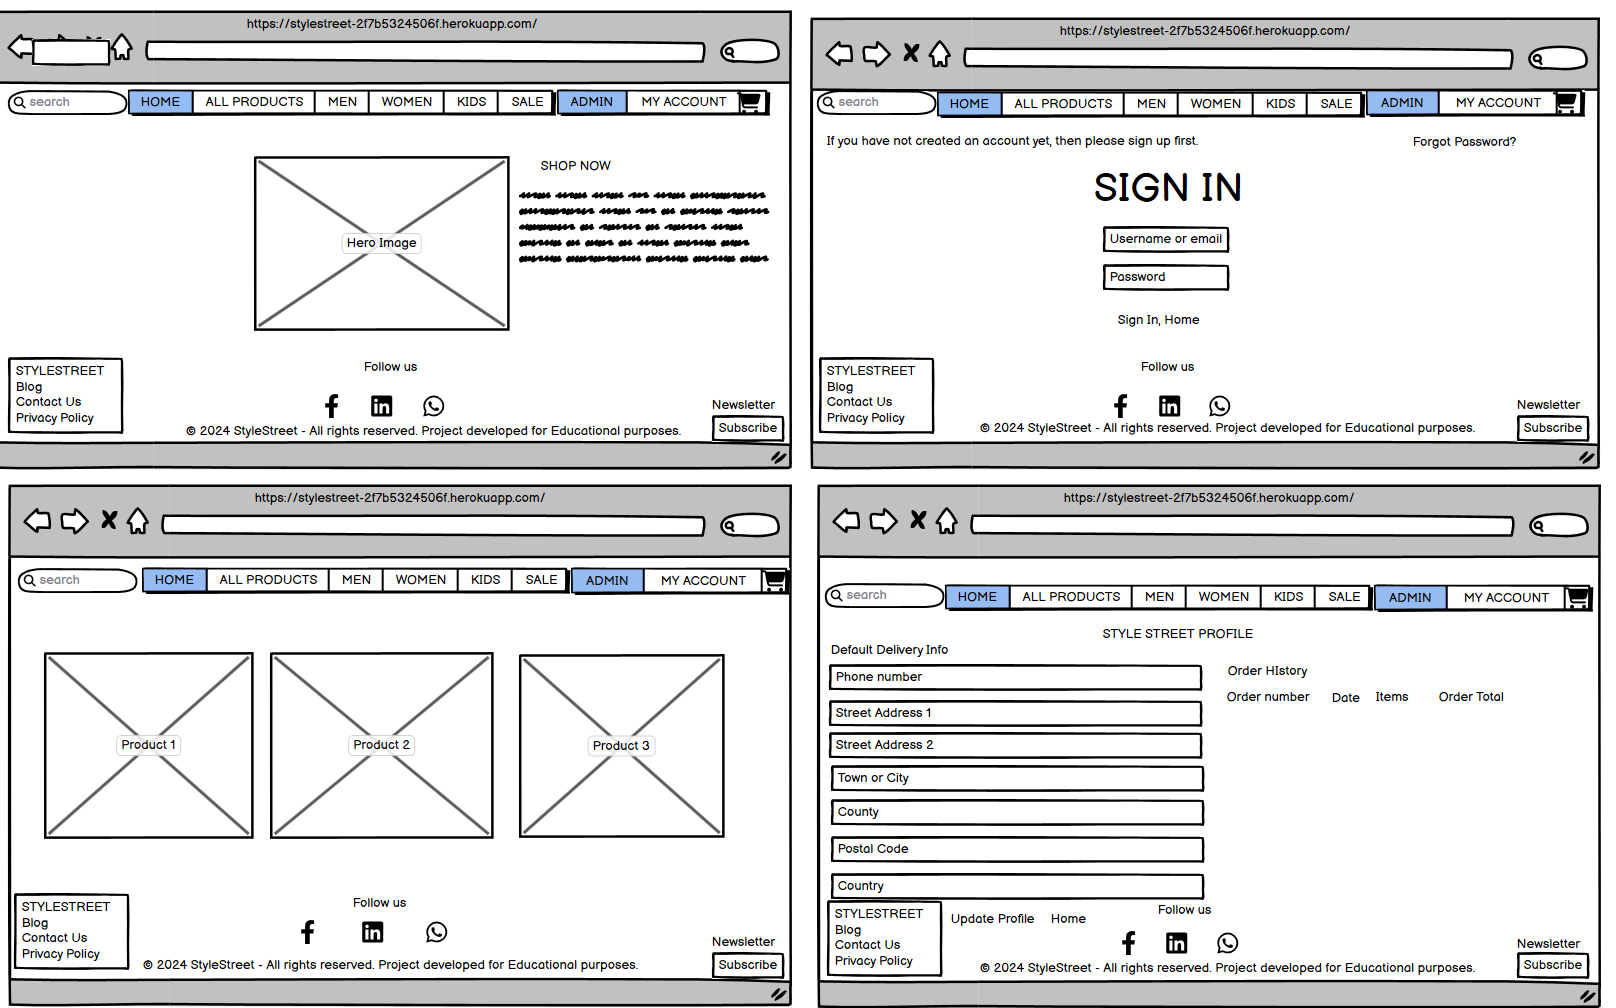 https://stylestreet-2f7b5324506f.herokuapp.com/
search HOME ALL PRODUCTS MEN WOMEN KIDS SALE ADMIN MY ACCOUNT
SHOP NOW
Hero Image
Follow us
STYLESTREET
Blog
Contact Us
Privacy Policy
Newsletter
Subscribe
© 2024 StyleStreet - All rights reserved. Project developed for Educational purposes.
https://stylestreet-2f7b5324506f.herokuapp.com/
search HOME ALL PRODUCTS MEN WOMEN KIDS SALE ADMIN MY ACCOUNT
If you have not created an account yet, then please sign up first. Forgot Password?
SIGN IN
Username or email
Password
Sign In, Home
Follow us
STYLESTREET
Blog
Contact Us
Privacy Policy
Newsletter
Subscribe
© 2024 StyleStreet - All rights reserved. Project developed for Educational purposes.
https://stylestreet-2f7b5324506f.herokuapp.com/
search HOME ALL PRODUCTS MEN WOMEN KIDS SALE ADMIN MY ACCOUNT
Product 1 Product 2 Product 3
Follow us
STYLESTREET
Blog
Contact Us
Privacy Policy
Newsletter
Subscribe
© 2024 StyleStreet - All rights reserved. Project developed for Educational purposes.
https://stylestreet-2f7b5324506f.herokuapp.com/
search HOME ALL PRODUCTS MEN WOMEN KIDS SALE ADMIN MY ACCOUNT
STYLE STREET PROFILE
Default Delivery Info
Phone number
Street Address 1
Street Address 2
Town or City
County
Postal Code
Country
Order HIstory
Order number Date Items Order Total
Update Profile Home
Follow us
STYLESTREET
Blog
Contact Us
Privacy Policy
Newsletter
Subscribe
© 2024 StyleStreet - All rights reserved. Project developed for Educational purposes.